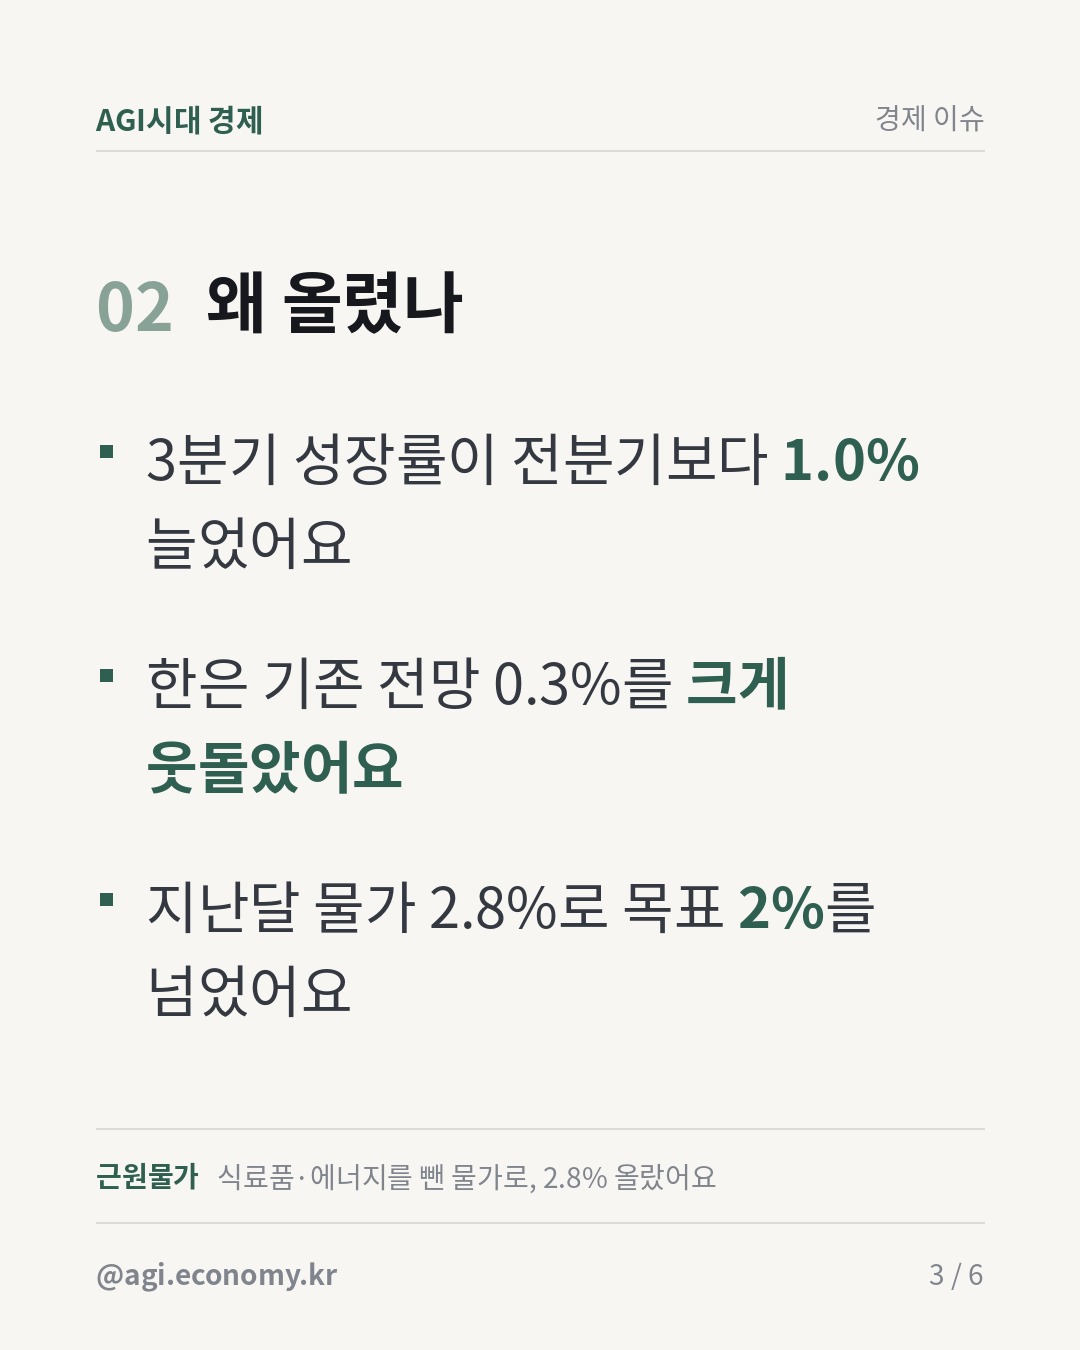 AGI시대 경제
경제 이슈
02 왜 올렸나
▪ 3분기 성장률이 전분기보다 1.0%
늘었어요
▪ 한은 기존 전망 0.3%를 크게
웃돌았어요
▪ 지난달 물가 2.8%로 목표 2%를
넘었어요
근원물가 식료품·에너지를 뺀 물가로, 2.8% 올랐어요
@agi.economy.kr
3 / 6